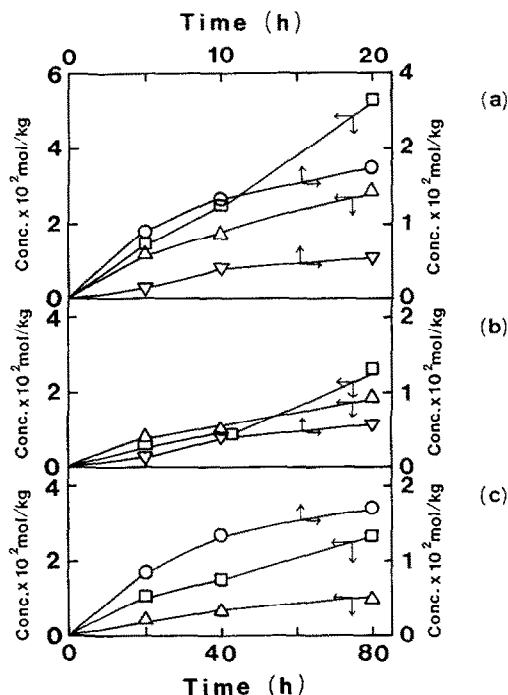 Time (h)
0 10 20
6 4
(a)
4 2
2 1
0 0
Conc. x 10² mol/kg
Conc. x 10² mol/kg
4 2
(b)
2 1
0 0
Conc. x 10² mol/kg
Conc. x 10² mol/kg
4 2
(c)
2 1
0 0
Conc. x 10² mol/kg
Conc. x 10² mol/kg
0 40 80
Time (h)